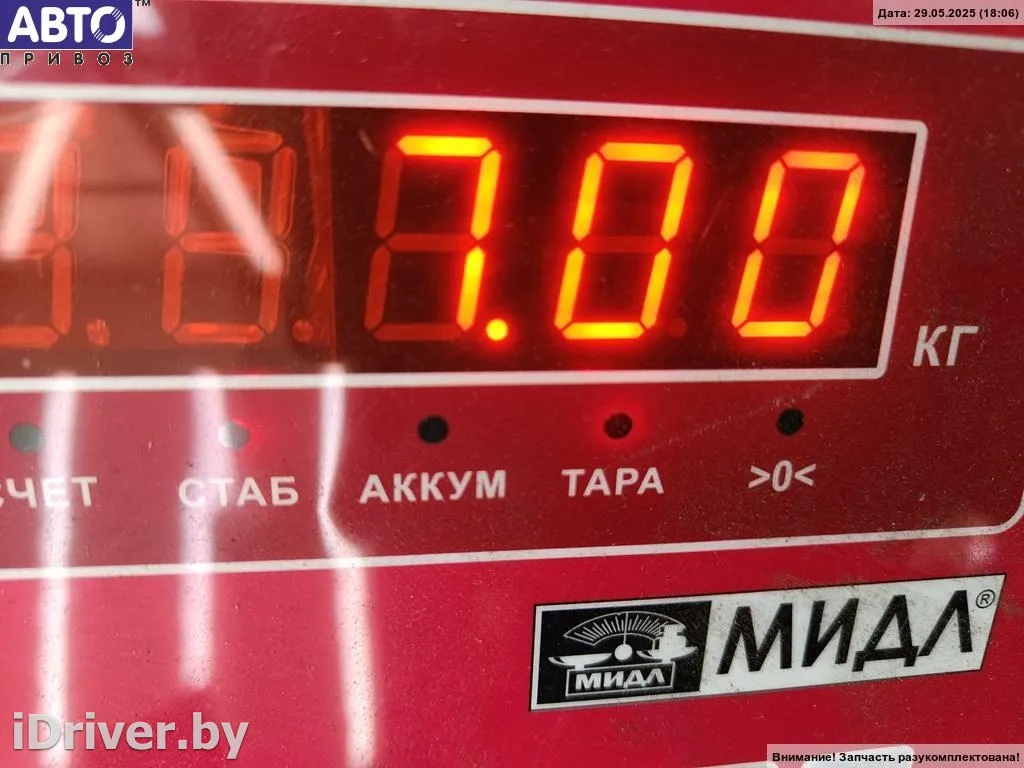 АВТО™
ПРИВОЗ
Дата: 29.05.2025 (18:06)
7.00
КГ
СЧЕТ СТАБ АККУМ ТАРА >0<
МИДЛ МИДЛ®
iDriver.by
Внимание! Запчасть разукомплектована!